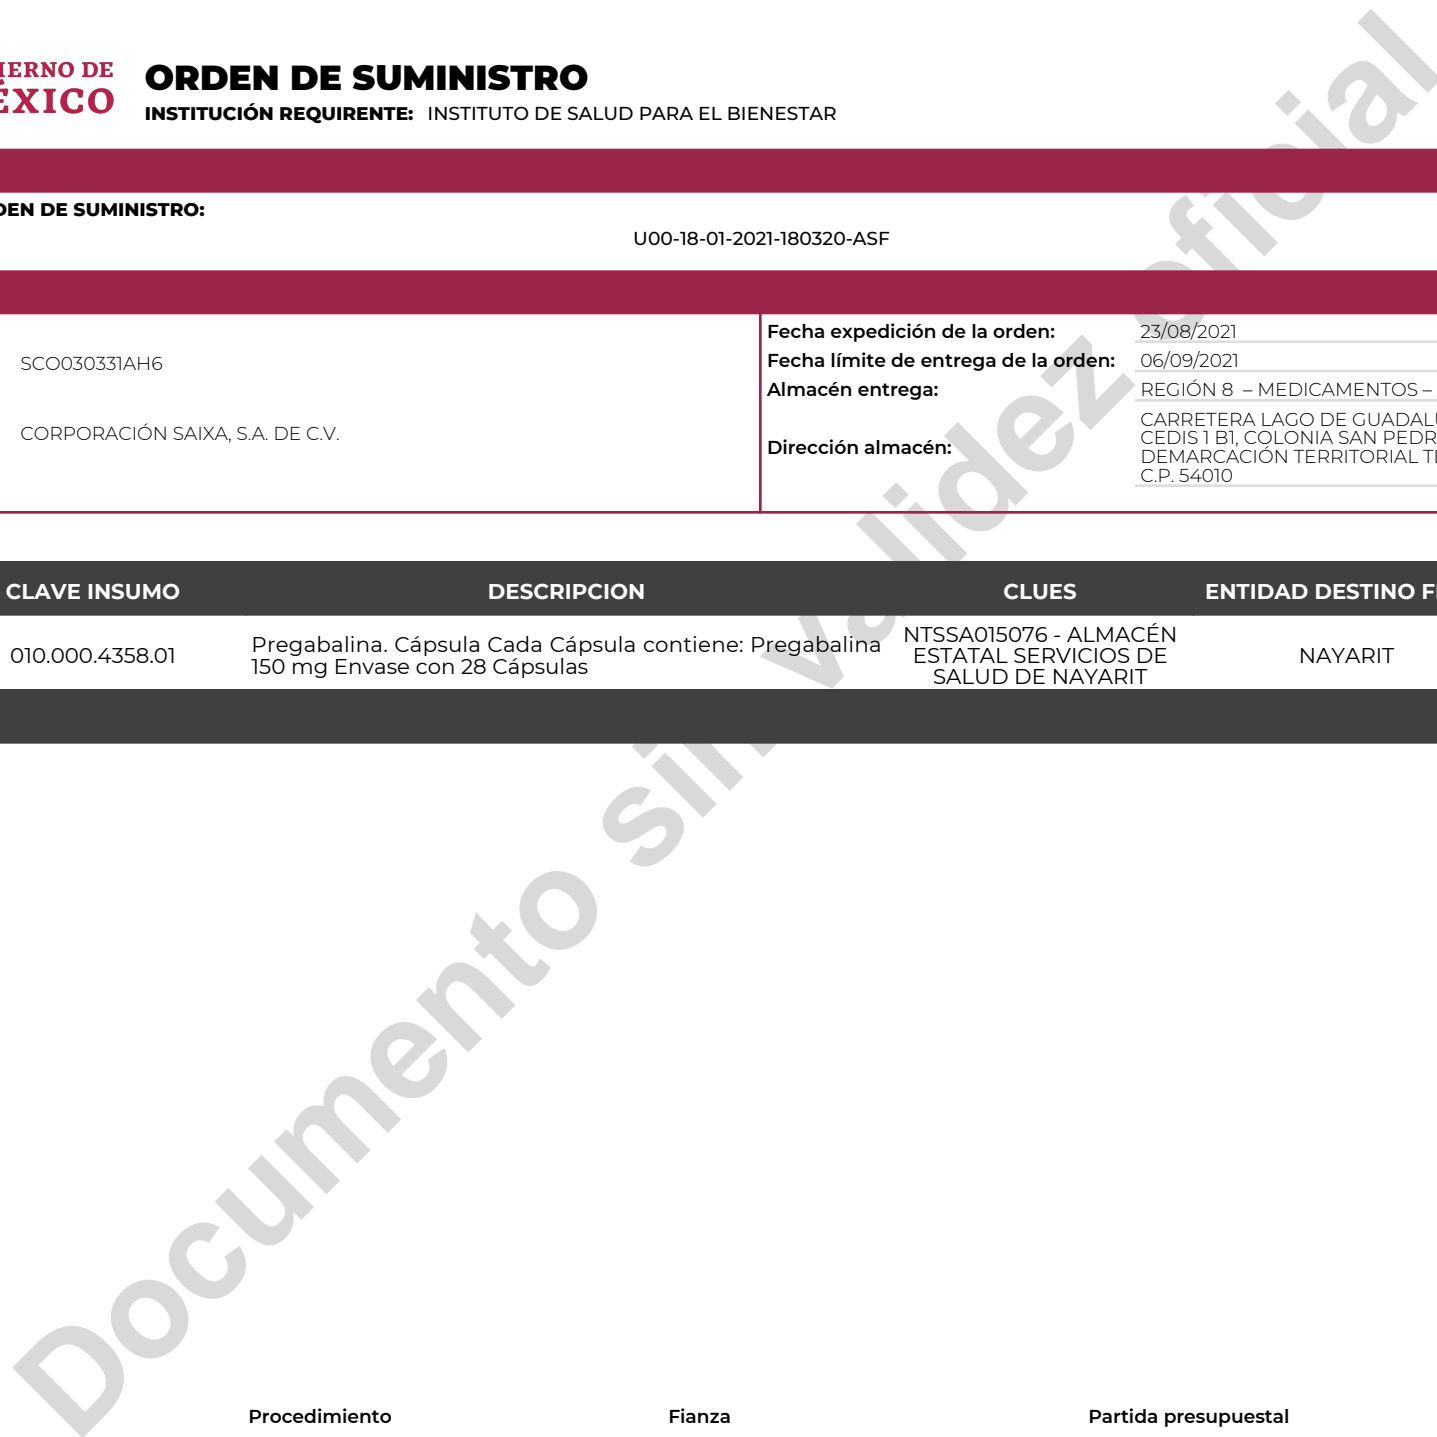 IERNO DE
ÉXICO
ORDEN DE SUMINISTRO
INSTITUCIÓN REQUIRENTE: INSTITUTO DE SALUD PARA EL BIENESTAR
DEN DE SUMINISTRO:
U00-18-01-2021-180320-ASF
SCO030331AH6
CORPORACIÓN SAIXA, S.A. DE C.V.
Fecha expedición de la orden: 23/08/2021
Fecha límite de entrega de la orden: 06/09/2021
Almacén entrega: REGIÓN 8 – MEDICAMENTOS –
Dirección almacén:
CARRETERA LAGO DE GUADALU
CEDIS 1 B1, COLONIA SAN PEDR
DEMARCACIÓN TERRITORIAL TL
C.P. 54010
CLAVE INSUMO DESCRIPCION CLUES ENTIDAD DESTINO FI
010.000.4358.01
Pregabalina. Cápsula Cada Cápsula contiene: Pregabalina
150 mg Envase con 28 Cápsulas
NTSSA015076 - ALMACÉN
ESTATAL SERVICIOS DE
SALUD DE NAYARIT
NAYARIT
Documento sin validez oficial
Procedimiento Fianza Partida presupuestal